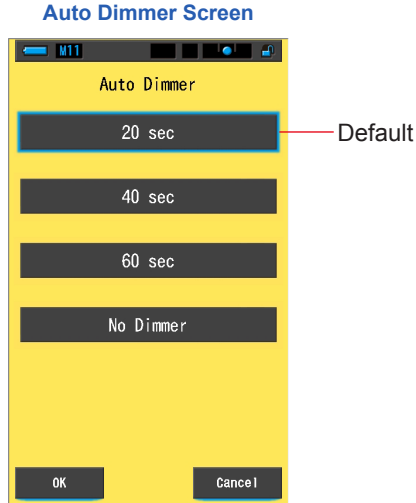 Auto Dimmer Screen
M11
Auto Dimmer
20 sec
Default
40 sec
60 sec
No Dimmer
OK
Cancel